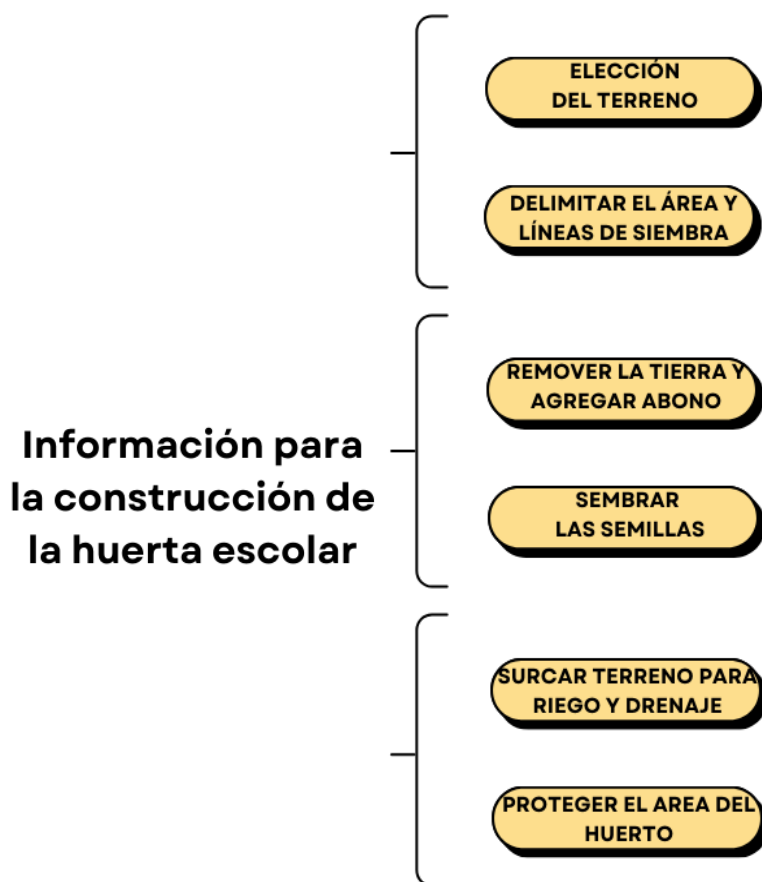 ELECCIÓN
DEL TERRENO
DELIMITAR EL ÁREA Y
LÍNEAS DE SIEMBRA
Información para
la construcción de
la huerta escolar
REMOVER LA TIERRA Y
AGREGAR ABONO
SEMBRAR
LAS SEMILLAS
SURCAR TERRENO PARA
RIEGO Y DRENAJE
PROTEGER EL AREA DEL
HUERTO